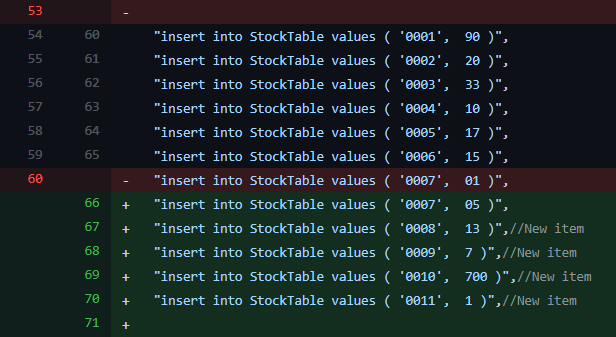 53 -
54 60 "insert into StockTable values ( '0001',  90 )",
55 61 "insert into StockTable values ( '0002',  20 )",
56 62 "insert into StockTable values ( '0003',  33 )",
57 63 "insert into StockTable values ( '0004',  10 )",
58 64 "insert into StockTable values ( '0005',  17 )",
59 65 "insert into StockTable values ( '0006',  15 )",
60 - "insert into StockTable values ( '0007',  01 )",
66 + "insert into StockTable values ( '0007',  05 )",
67 + "insert into StockTable values ( '0008',  13 )",//New item
68 + "insert into StockTable values ( '0009',  7 )",//New item
69 + "insert into StockTable values ( '0010',  700 )",//New item
70 + "insert into StockTable values ( '0011',  1 )",//New item
71 +